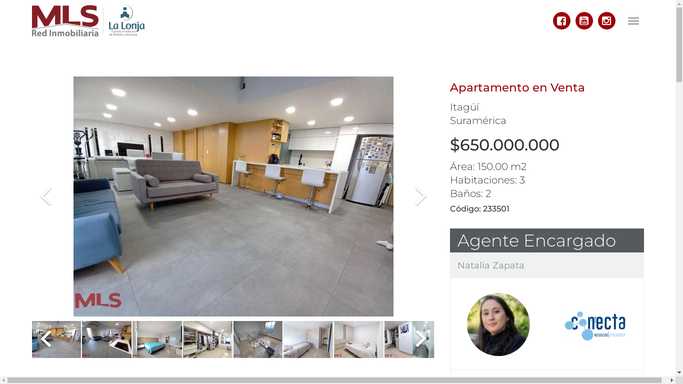 MLS
Red Inmobiliaria
La Lonja
Apartamento en Venta
Itagüí
Suramérica
$650.000.000
Área: 150.00 m2
Habitaciones: 3
Baños: 2
Código: 233501
MLS
Agente Encargado
Natalia Zapata
conecta